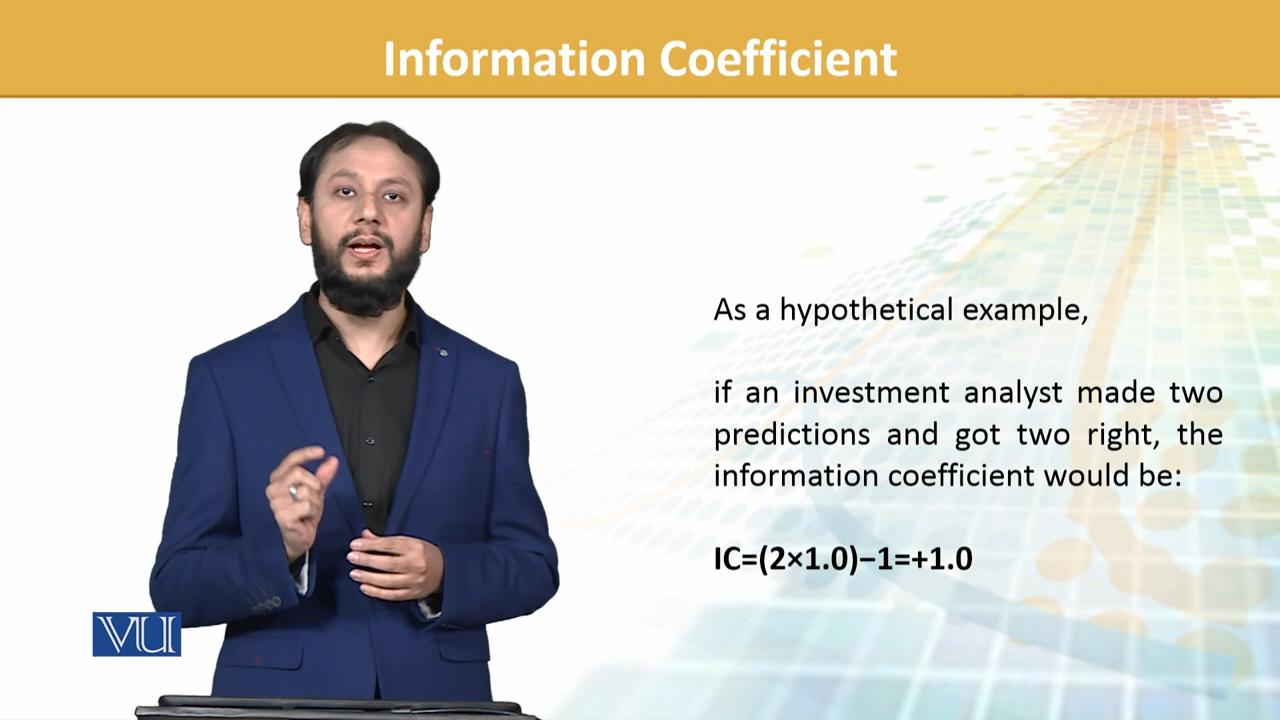 Information Coefficient
As a hypothetical example,
if an investment analyst made two
predictions and got two right, the
information coefficient would be:
IC=(2×1.0)−1=+1.0
VU